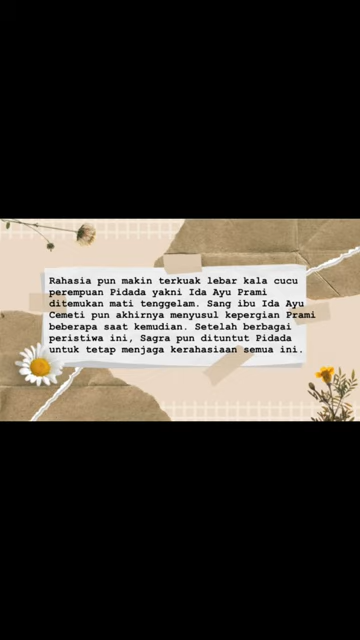 Rahasia pun makin terkuak lebar kala cucu
perempuan Pidada yakni Ida Ayu Prami
ditemukan mati tenggelam. Sang ibu Ida Ayu
Cemeti pun akhirnya menyusul kepergian Prami
beberapa saat kemudian. Setelah berbagai
peristiwa ini, Sagra pun dituntut Pidada
untuk tetap menjaga kerahasiaan semua ini.